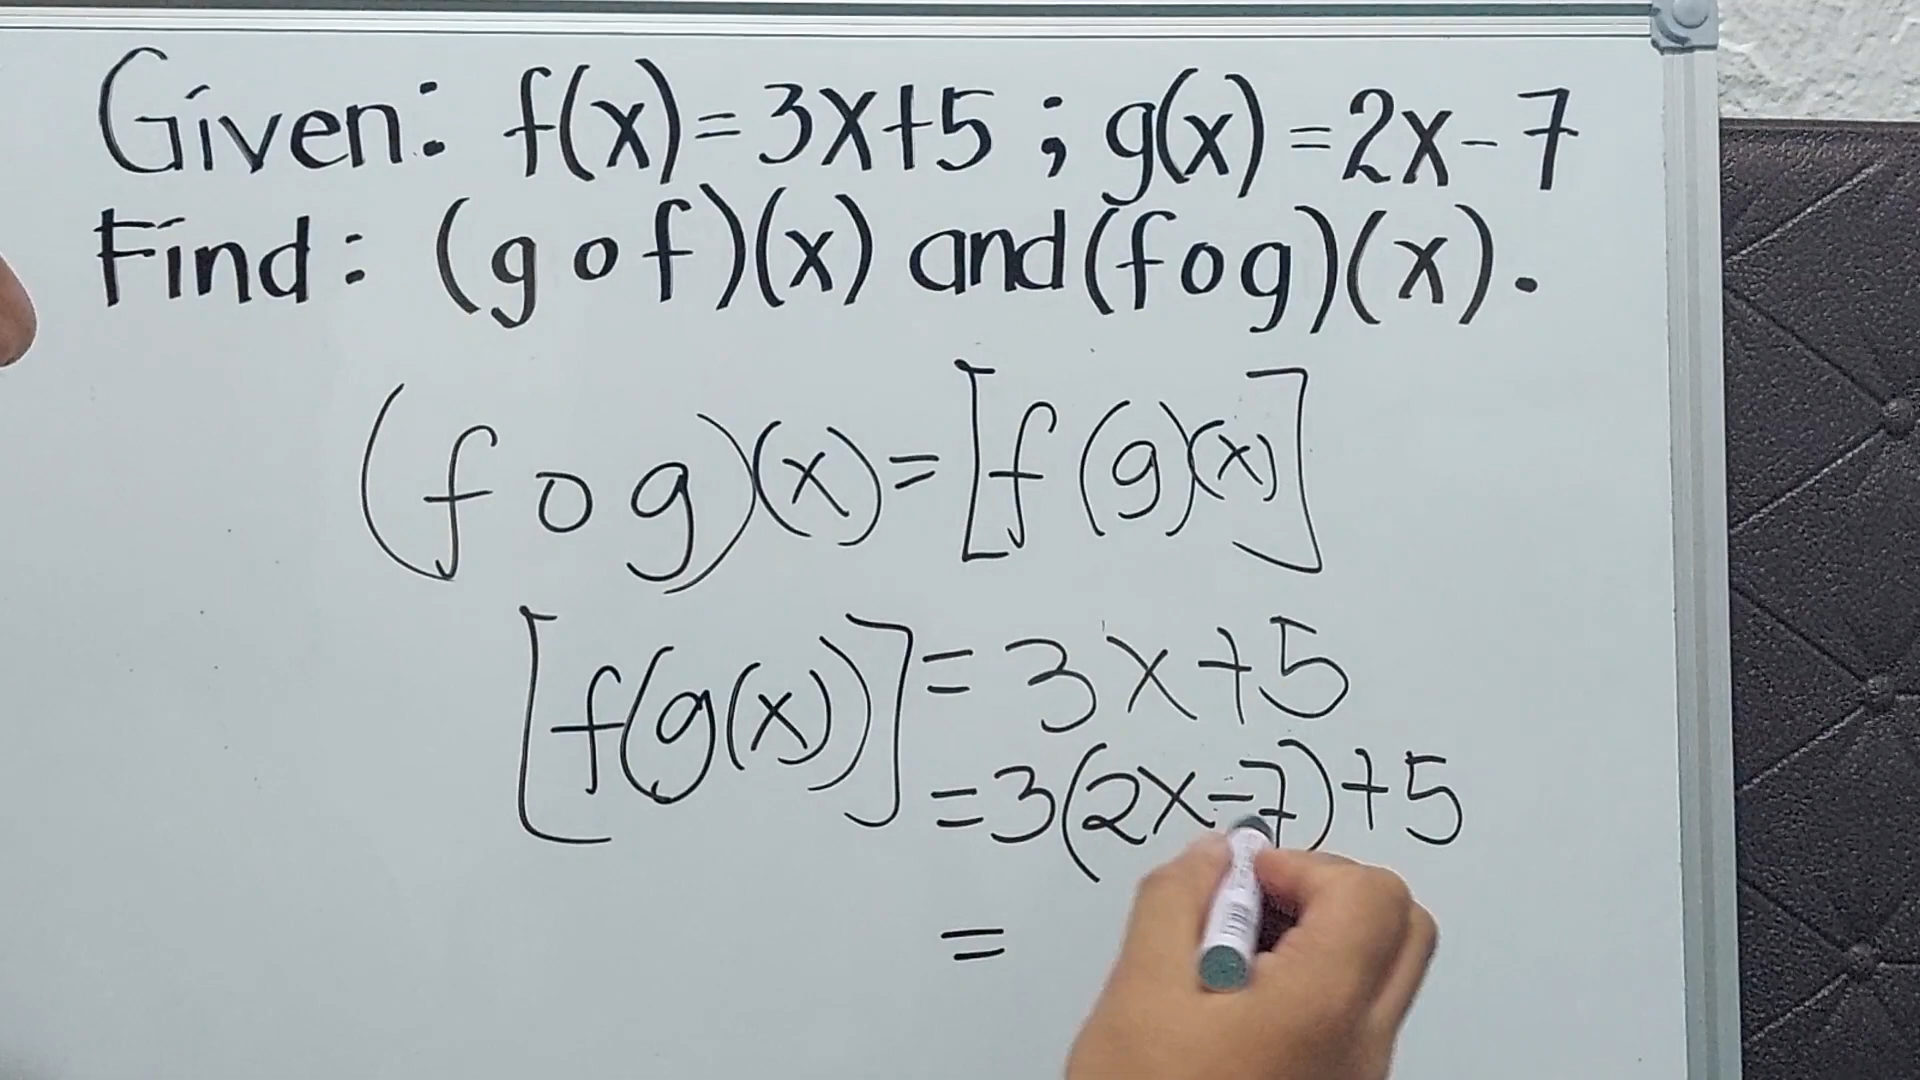 Given: f(x)=3x+5 ; g(x)=2x-7
Find: (g o f)(x) and (f o g)(x).
(f o g)(x)=[f(g)(x)]
[f(g(x))]=3x+5
=3(2x-7)+5
=